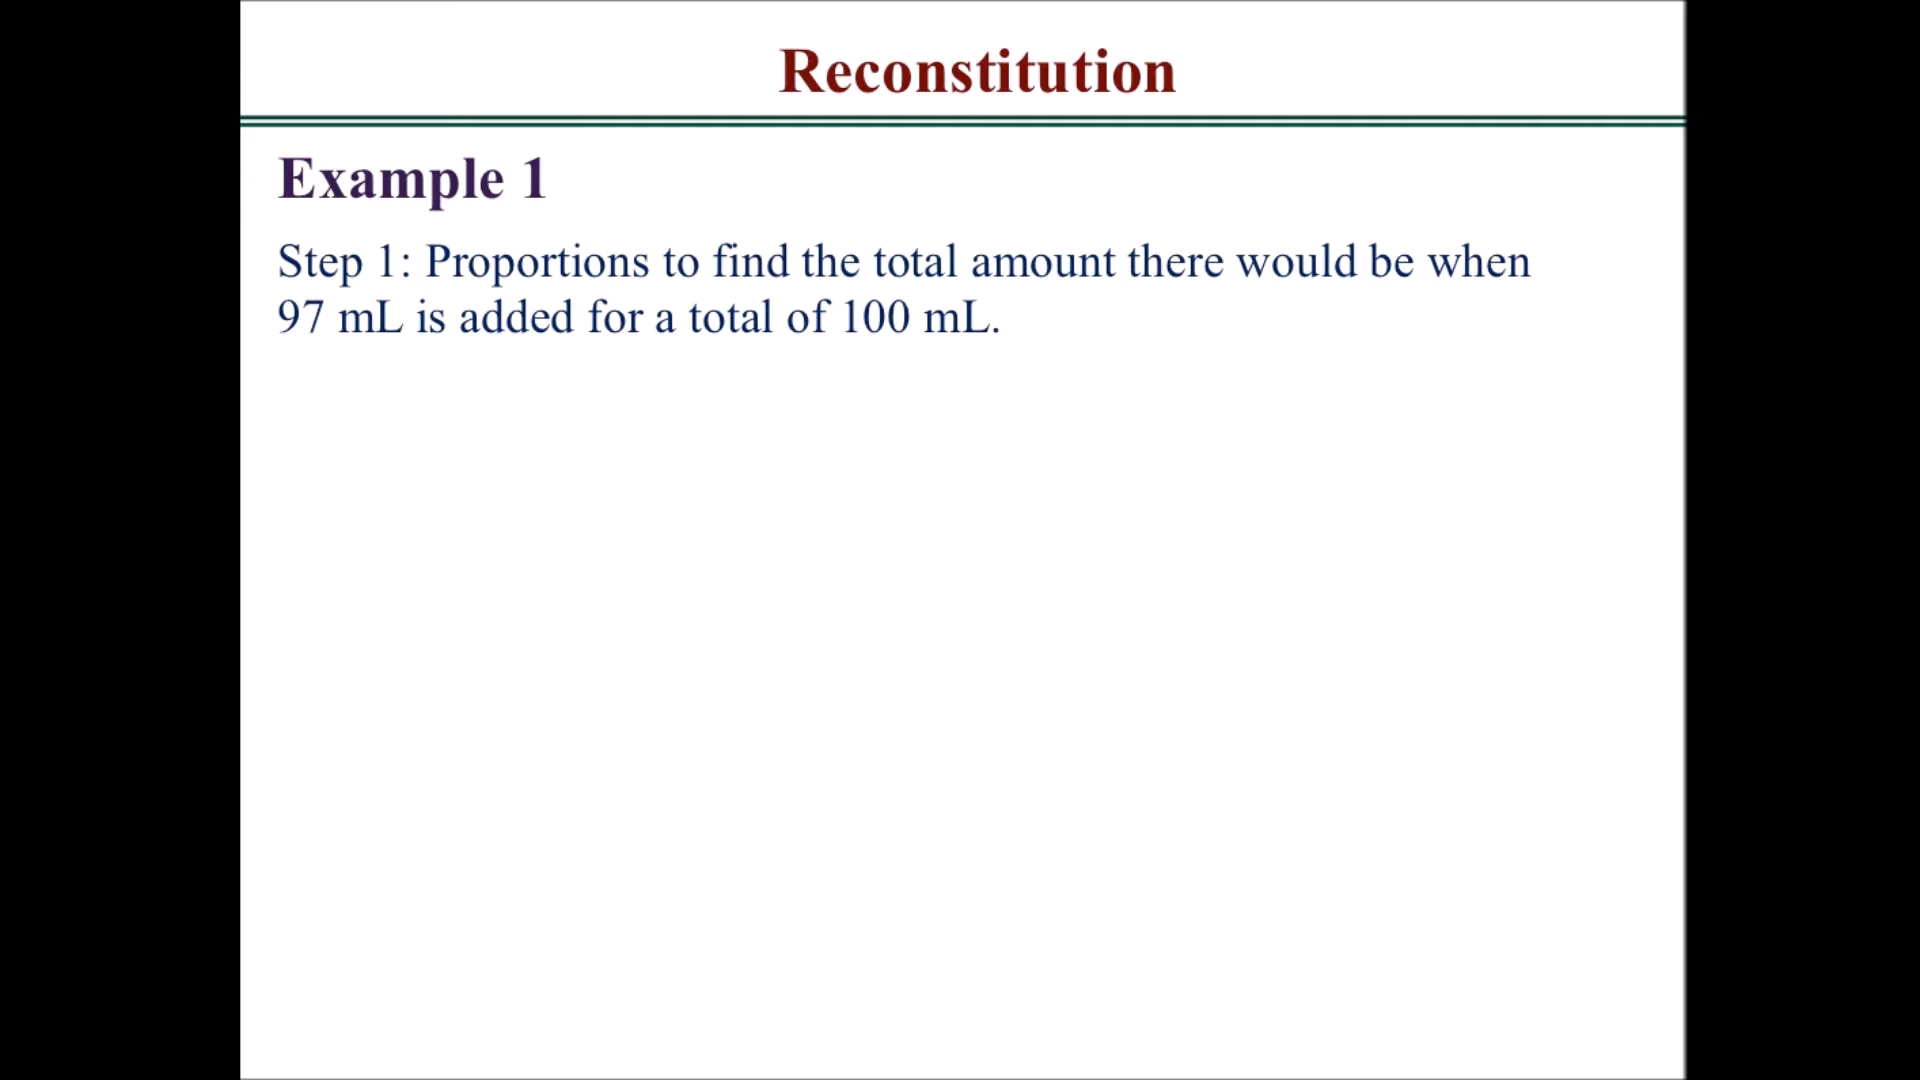 Reconstitution
Example 1
Step 1: Proportions to find the total amount there would be when
97 mL is added for a total of 100 mL.